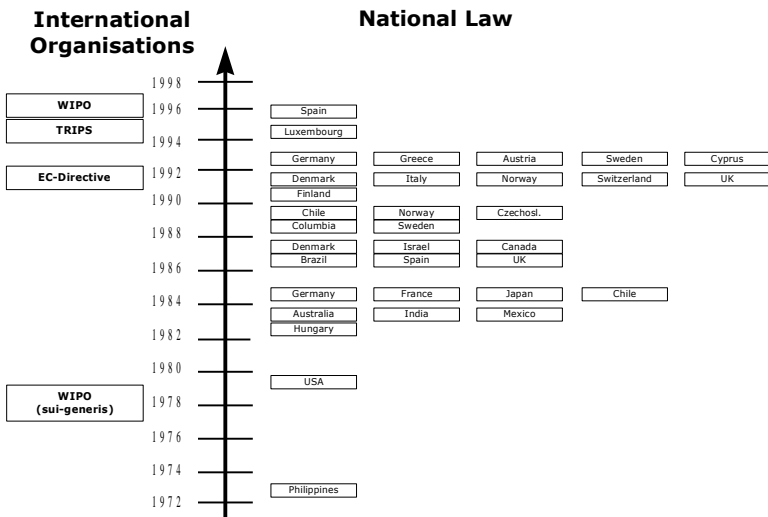 International
Organisations
National Law
1998
WIPO
1996
Spain
TRIPS
Luxembourg
1994
Germany Greece Austria Sweden Cyprus
1992
EC-Directive
Denmark Italy Norway Switzerland UK
Finland
1990
Chile Norway Czechosl.
Columbia Sweden
1988
Denmark Israel Canada
Brazil Spain UK
1986
Germany France Japan Chile
1984
Australia India Mexico
Hungary
1982
1980
USA
WIPO
(sui-generis)
1978
1976
1974
Philippines
1972